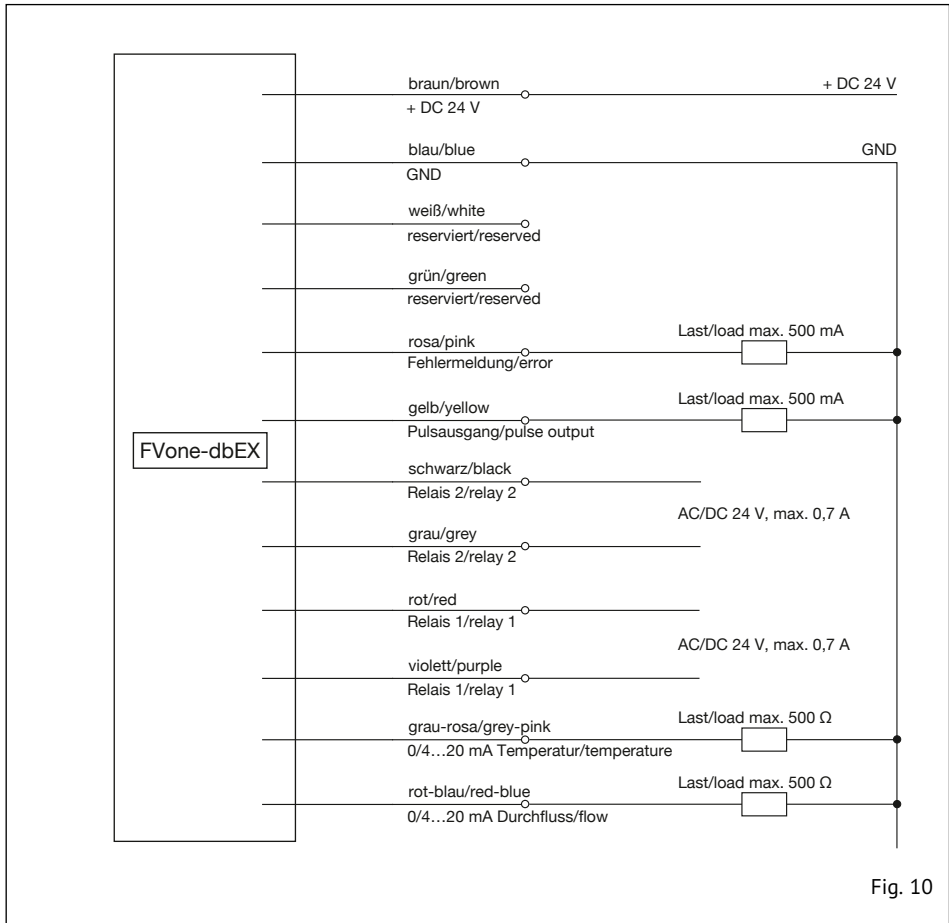 braun/brown
+ DC 24 V
+ DC 24 V
blau/blue
GND
GND
weiß/white
reserviert/reserved
grün/green
reserviert/reserved
rosa/pink
Last/load max. 500 mA
Fehlermeldung/error
gelb/yellow
Last/load max. 500 mA
Pulsausgang/pulse output
FVone-dbEX
schwarz/black
Relais 2/relay 2
AC/DC 24 V, max. 0,7 A
grau/grey
Relais 2/relay 2
rot/red
Relais 1/relay 1
AC/DC 24 V, max. 0,7 A
violett/purple
Relais 1/relay 1
grau-rosa/grey-pink
Last/load max. 500 Ω
0/4…20 mA Temperatur/temperature
rot-blau/red-blue
Last/load max. 500 Ω
0/4…20 mA Durchfluss/flow
Fig. 10